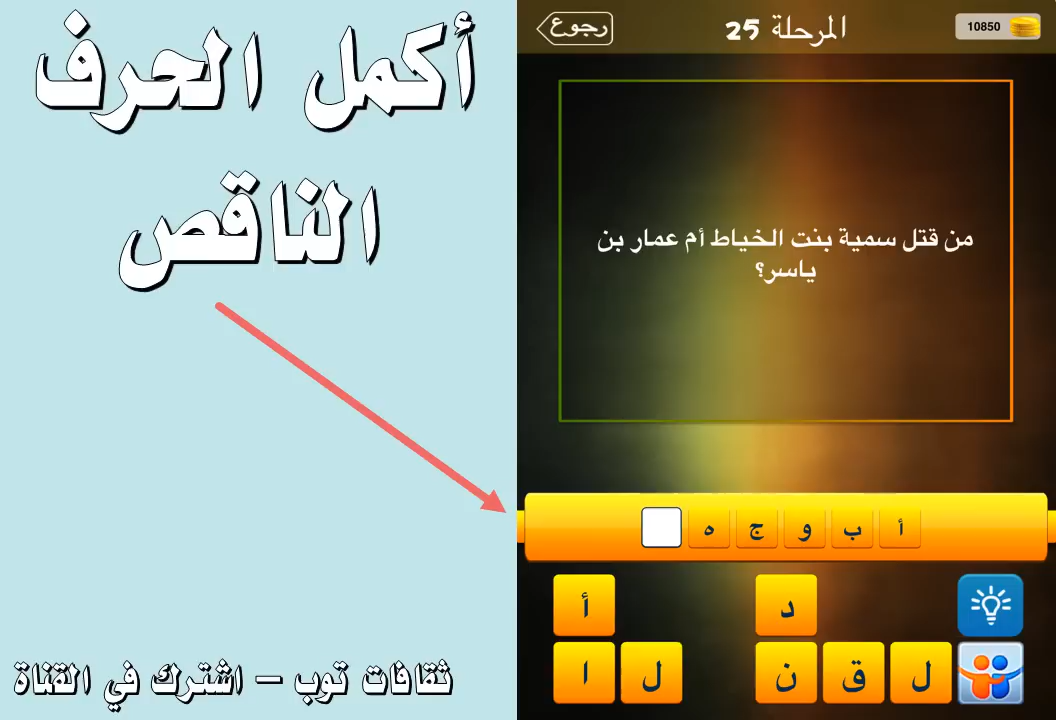 أكمل الحرف
الناقص
ثقافات توب – اشترك في القناة
رجوع
المرحلة 25
10850
من قتل سمية بنت الخياط أم عمار بن
ياسر؟
أ ب و ج ه
أ د
ا ل ن ق ل